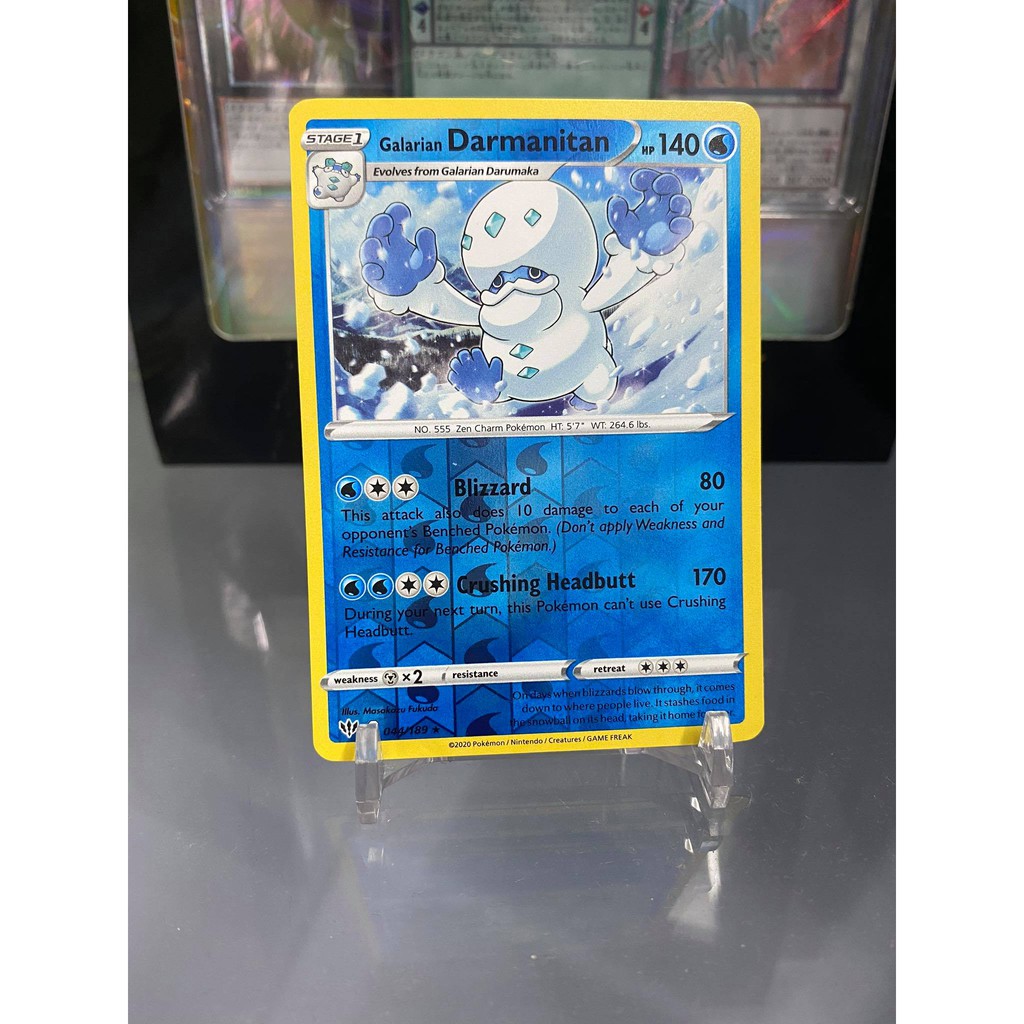 4
4
STAGE 1
Galarian Darmanitan
HP 140
Evolves from Galarian Darumaka
NO. 555 Zen Charm Pokémon HT: 5'7" WT: 264.6 lbs.
Blizzard 80
This attack also does 10 damage to each of your
opponent's Benched Pokémon. (Don't apply Weakness and
Resistance for Benched Pokémon.)
Crushing Headbutt 170
During your next turn, this Pokémon can't use Crushing
Headbutt.
weakness ×2 resistance retreat
On days when blizzards blow through, it comes
down to where people live. It stashes food in
the snowball on its head, taking it home for
Illus. Masakazu Fukuda
044/189 ★
©2020 Pokémon / Nintendo / Creatures / GAME FREAK